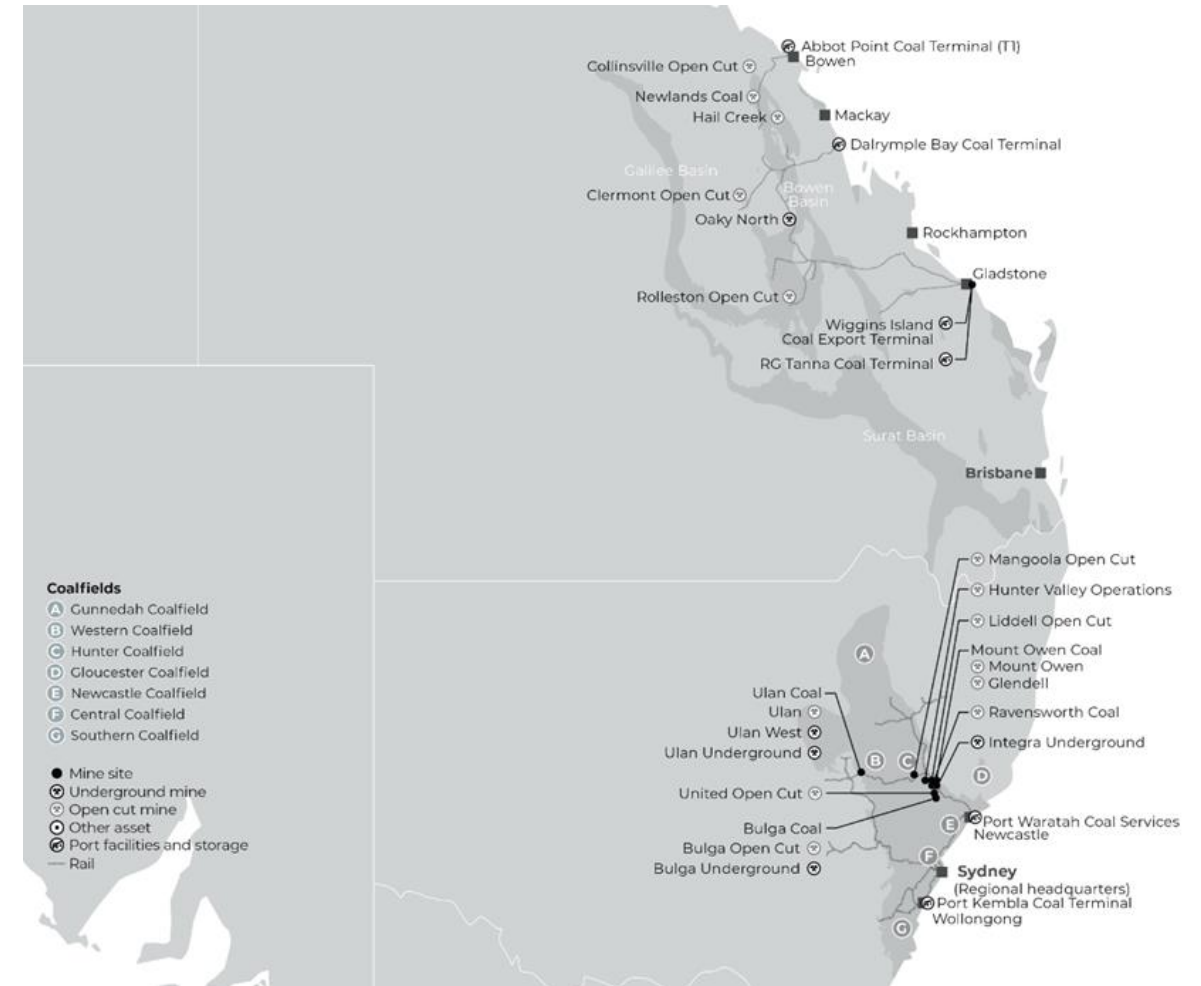 Abbot Point Coal Terminal (T1)
Bowen
Collinsville Open Cut
Newlands Coal
Hail Creek
Mackay
Dalrymple Bay Coal Terminal
Galilee Basin
Clermont Open Cut
Bowen
Basin
Oaky North
Rockhampton
Gladstone
Rolleston Open Cut
Wiggins Island
Coal Export Terminal
RG Tanna Coal Terminal
Surat Basin
Brisbane
Mangoola Open Cut
Hunter Valley Operations
Liddell Open Cut
Mount Owen Coal
Mount Owen
Glendell
Ravensworth Coal
Integra Underground
Ulan Coal
Ulan
Ulan West
Ulan Underground
United Open Cut
Bulga Coal
Bulga Open Cut
Bulga Underground
A
B
C
D
E
F
G
Port Waratah Coal Services
Newcastle
Sydney
(Regional headquarters)
Port Kembla Coal Terminal
Wollongong
Coalfields
A Gunnedah Coalfield
B Western Coalfield
C Hunter Coalfield
D Gloucester Coalfield
E Newcastle Coalfield
F Central Coalfield
G Southern Coalfield
Mine site
Underground mine
Open cut mine
Other asset
Port facilities and storage
Rail